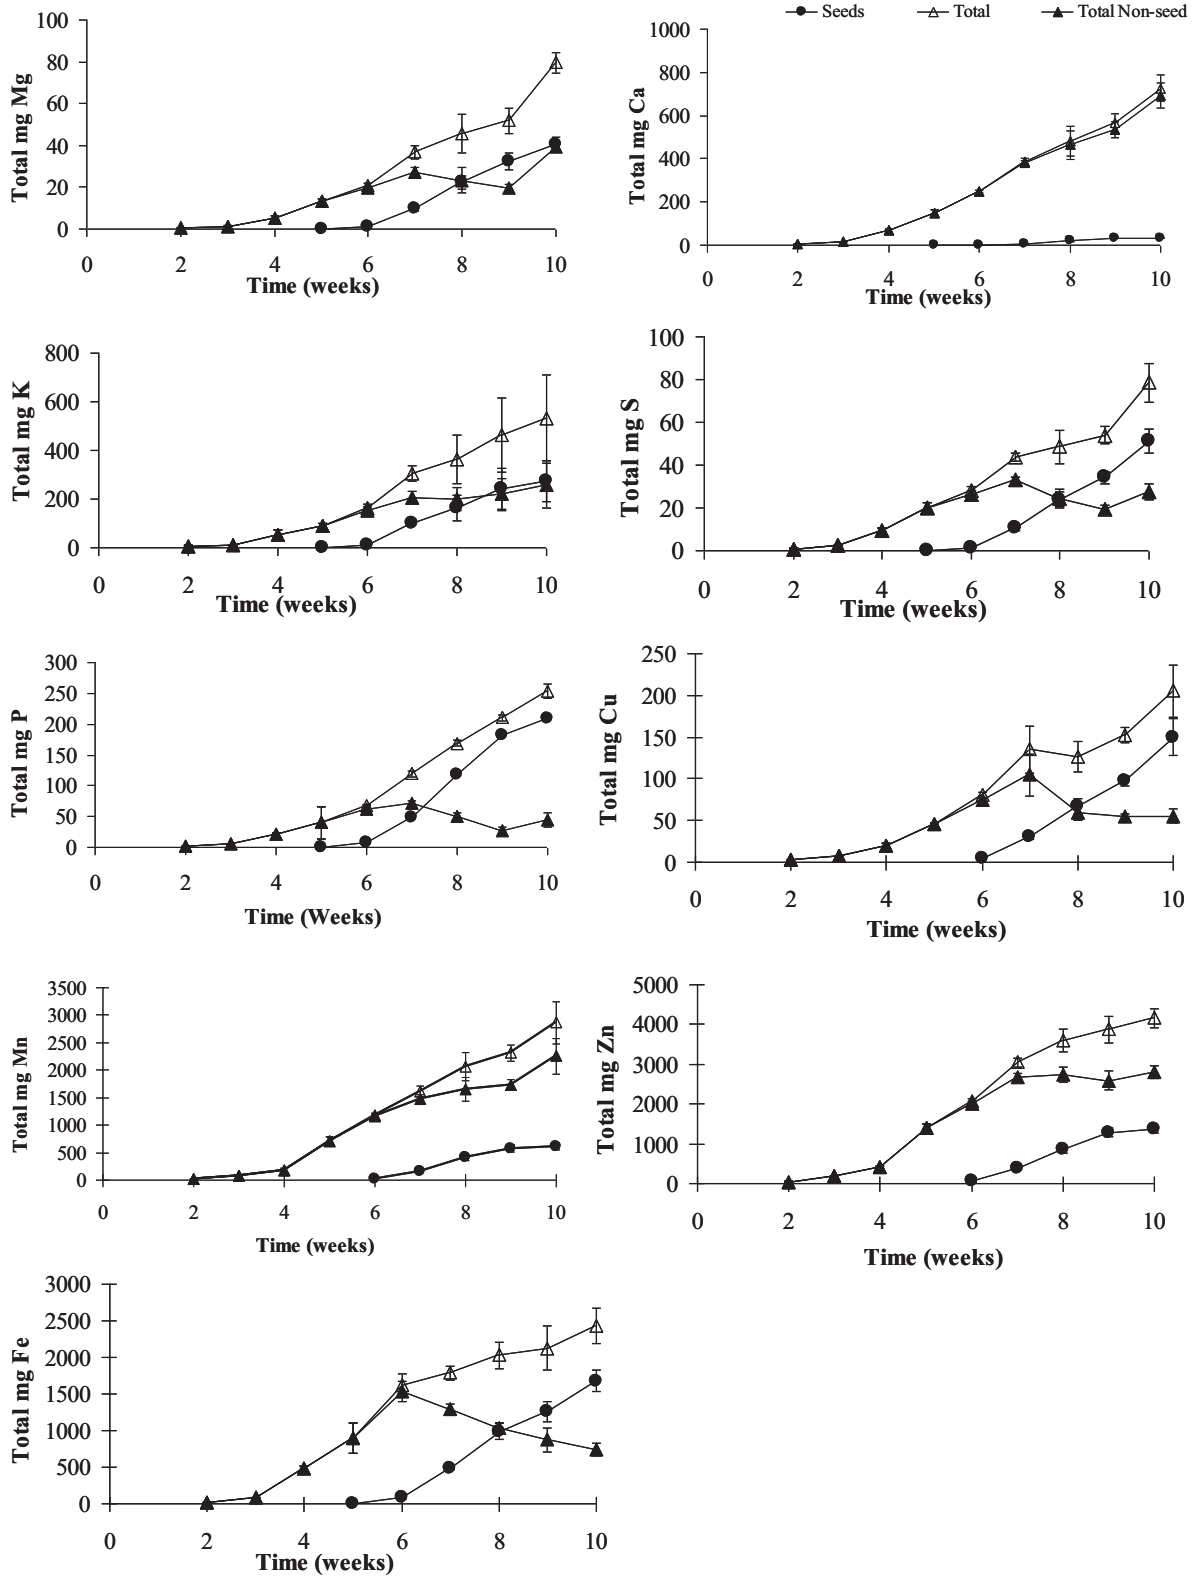 Seeds Total Total Non-seed
Total mg Mg
100
80
60
40
20
0
0 2 4 6 8 10
Time (weeks)
Total mg Ca
1000
800
600
400
200
0
0 2 4 6 8 10
Time (weeks)
Total mg K
800
600
400
200
0
0 2 4 6 8 10
Time (weeks)
Total mg S
100
80
60
40
20
0
0 2 4 6 8 10
Time (weeks)
Total mg P
300
250
200
150
100
50
0
0 2 4 6 8 10
Time (Weeks)
Total mg Cu
250
200
150
100
50
0
0 2 4 6 8 10
Time (weeks)
Total mg Mn
3500
3000
2500
2000
1500
1000
500
0
0 2 4 6 8 10
Time (weeks)
Total mg Zn
5000
4000
3000
2000
1000
0
0 2 4 6 8 10
Time (weeks)
Total mg Fe
3000
2500
2000
1500
1000
500
0
0 2 4 6 8 10
Time (weeks)